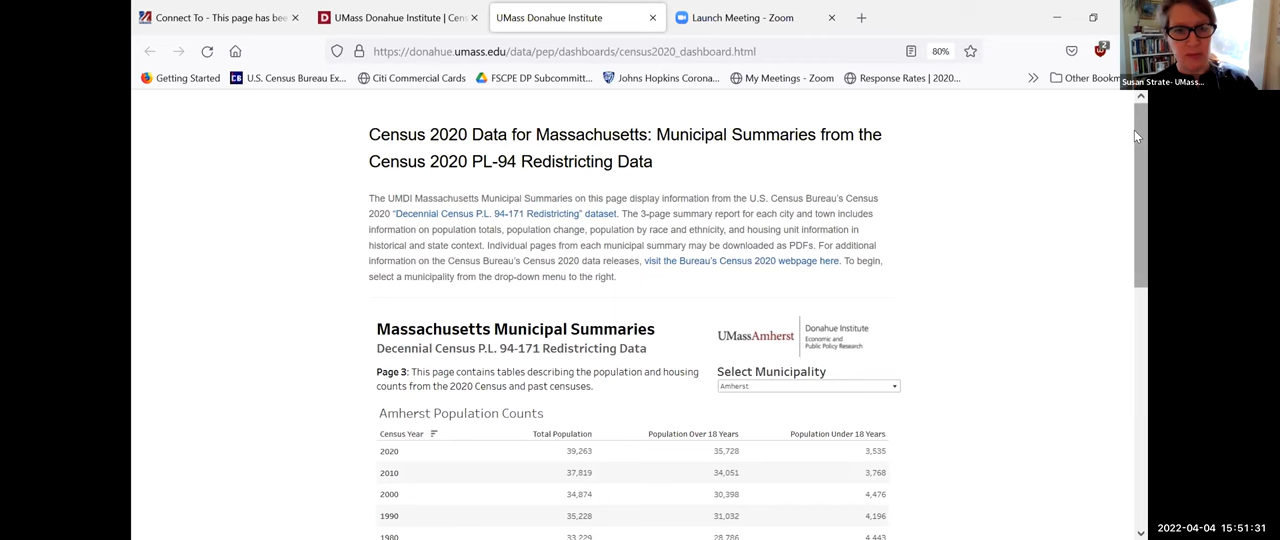 Connect To - This page has bee
UMass Donahue Institute | Cen
UMass Donahue Institute
Launch Meeting - Zoom
https://donahue.umass.edu/data/pep/dashboards/census2020_dashboard.html
80%
2
Getting Started
U.S. Census Bureau Ex...
Citi Commercial Cards
FSCPE DP Subcommitt...
Johns Hopkins Corona...
My Meetings - Zoom
Response Rates | 2020...
Other Bookm
Susan Strate- UMass...
Census 2020 Data for Massachusetts: Municipal Summaries from the
Census 2020 PL-94 Redistricting Data
The UMDI Massachusetts Municipal Summaries on this page display information from the U.S. Census Bureau's Census
2020 "Decennial Census P.L. 94-171 Redistricting" dataset. The 3-page summary report for each city and town includes
information on population totals, population change, population by race and ethnicity, and housing unit information in
historical and state context. Individual pages from each municipal summary may be downloaded as PDFs. For additional
information on the Census Bureau's Census 2020 data releases, visit the Bureau's Census 2020 webpage here. To begin,
select a municipality from the drop-down menu to the right.
Massachusetts Municipal Summaries
Decennial Census P.L. 94-171 Redistricting Data
UMassAmherst
Donahue Institute
Economic and
Public Policy Research
Page 3: This page contains tables describing the population and housing
counts from the 2020 Census and past censuses.
Select Municipality
Amherst
Amherst Population Counts
Census Year Total Population Population Over 18 Years Population Under 18 Years
2020 39,263 35,728 3,535
2010 37,819 34,051 3,768
2000 34,874 30,398 4,476
1990 35,228 31,032 4,196
1980 33,229 28,786 4,443
2022-04-04 15:51:31